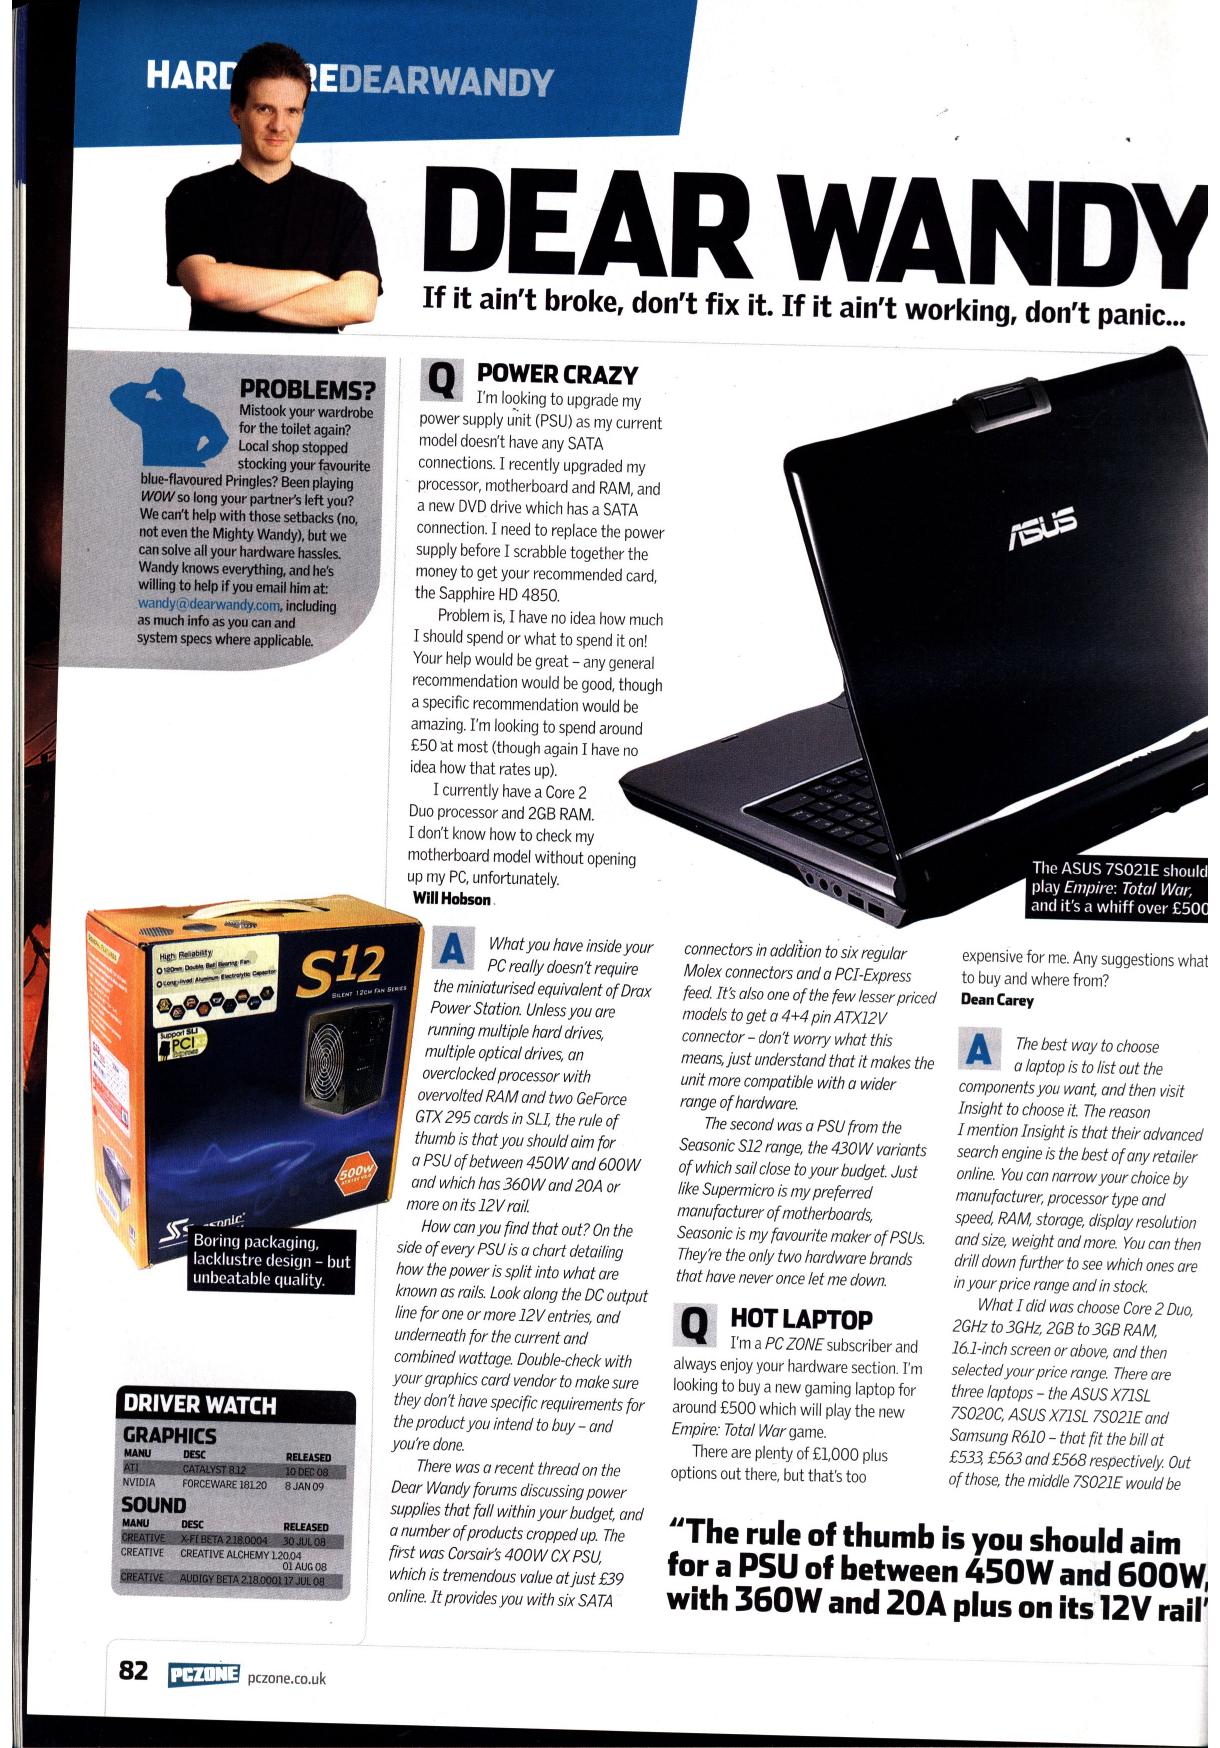 HARDWAREDEARWANDY
DEAR WANDY
If it ain't broke, don't fix it. If it ain't working, don't panic...
PROBLEMS?
Mistook your wardrobe
for the toilet again?
Local shop stopped
stocking your favourite
blue-flavoured Pringles? Been playing
WOW so long your partner's left you?
We can't help with those setbacks (no,
not even the Mighty Wandy), but we
can solve all your hardware hassles.
Wandy knows everything, and he's
willing to help if you email him at:
wandy@dearwandy.com, including
as much info as you can and
system specs where applicable.
High Reliability
120mm Double Ball Bearing Fan
Long-lived Aluminum Electrolytic Capacitor
S12
SILENT 12CM FAN SERIES
Support SLI
PCI
Express
500W
Boring packaging,
lacklustre design – but
unbeatable quality.
DRIVER WATCH
GRAPHICS
MANU DESC RELEASED
ATI CATALYST 8.12 10 DEC 08
NVIDIA FORCEWARE 181.20 8 JAN 09
SOUND
MANU DESC RELEASED
CREATIVE X-FI BETA 2.18.0004 30 JUL 08
CREATIVE CREATIVE ALCHEMY 1.20.04
01 AUG 08
CREATIVE AUDIGY BETA 2.18.0001 17 JUL 08
Q POWER CRAZY
I'm looking to upgrade my
power supply unit (PSU) as my current
model doesn't have any SATA
connections. I recently upgraded my
processor, motherboard and RAM, and
a new DVD drive which has a SATA
connection. I need to replace the power
supply before I scrabble together the
money to get your recommended card,
the Sapphire HD 4850.
Problem is, I have no idea how much
I should spend or what to spend it on!
Your help would be great – any general
recommendation would be good, though
a specific recommendation would be
amazing. I'm looking to spend around
£50 at most (though again I have no
idea how that rates up).
I currently have a Core 2
Duo processor and 2GB RAM.
I don't know how to check my
motherboard model without opening
up my PC, unfortunately.
Will Hobson
A What you have inside your
PC really doesn't require
the miniaturised equivalent of Drax
Power Station. Unless you are
running multiple hard drives,
multiple optical drives, an
overclocked processor with
overvolted RAM and two GeForce
GTX 295 cards in SLI, the rule of
thumb is that you should aim for
a PSU of between 450W and 600W
and which has 360W and 20A or
more on its 12V rail.
How can you find that out? On the
side of every PSU is a chart detailing
how the power is split into what are
known as rails. Look along the DC output
line for one or more 12V entries, and
underneath for the current and
combined wattage. Double-check with
your graphics card vendor to make sure
they don't have specific requirements for
the product you intend to buy – and
you're done.
There was a recent thread on the
Dear Wandy forums discussing power
supplies that fall within your budget, and
a number of products cropped up. The
first was Corsair's 400W CX PSU,
which is tremendous value at just £39
online. It provides you with six SATA
ASUS
The ASUS 7S021E should
play Empire: Total War,
and it's a whiff over £500
connectors in addition to six regular
Molex connectors and a PCI-Express
feed. It's also one of the few lesser priced
models to get a 4+4 pin ATX12V
connector – don't worry what this
means, just understand that it makes the
unit more compatible with a wider
range of hardware.
The second was a PSU from the
Seasonic S12 range, the 430W variants
of which sail close to your budget. Just
like Supermicro is my preferred
manufacturer of motherboards,
Seasonic is my favourite maker of PSUs.
They're the only two hardware brands
that have never once let me down.
Q HOT LAPTOP
I'm a PC ZONE subscriber and
always enjoy your hardware section. I'm
looking to buy a new gaming laptop for
around £500 which will play the new
Empire: Total War game.
There are plenty of £1,000 plus
options out there, but that's too
expensive for me. Any suggestions what
to buy and where from?
Dean Carey
A The best way to choose
a laptop is to list out the
components you want, and then visit
Insight to choose it. The reason
I mention Insight is that their advanced
search engine is the best of any retailer
online. You can narrow your choice by
manufacturer, processor type and
speed, RAM, storage, display resolution
and size, weight and more. You can then
drill down further to see which ones are
in your price range and in stock.
What I did was choose Core 2 Duo,
2GHz to 3GHz, 2GB to 3GB RAM,
16.1-inch screen or above, and then
selected your price range. There are
three laptops – the ASUS X71SL
7S020C, ASUS X71SL 7S021E and
Samsung R610 – that fit the bill at
£533, £563 and £568 respectively. Out
of those, the middle 7S021E would be
"The rule of thumb is you should aim
for a PSU of between 450W and 600W,
with 360W and 20A plus on its 12V rail"
82 PCZONE pczone.co.uk